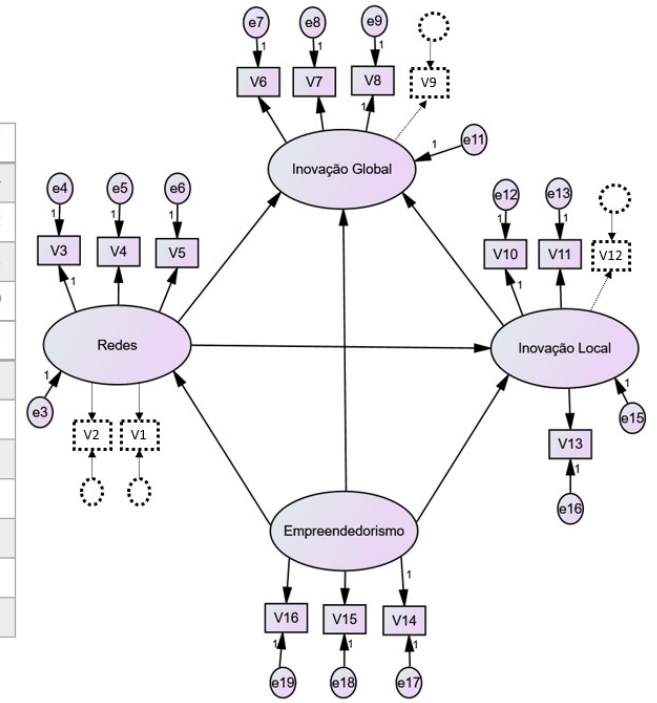 e7 e8 e9
1 1 1
V6 V7 V8 V9
1
Inovação Global
1 e11
e4 e5 e6
1 1 1
V3 V4 V5
1
e12 e13
1 1
V10 V11 V12
1
Redes
Inovação Local
1
e3
1
e15
V2 V1
V13
1
e16
Empreendedorismo
1
V16 V15 V14
1 1 1
e19 e18 e17